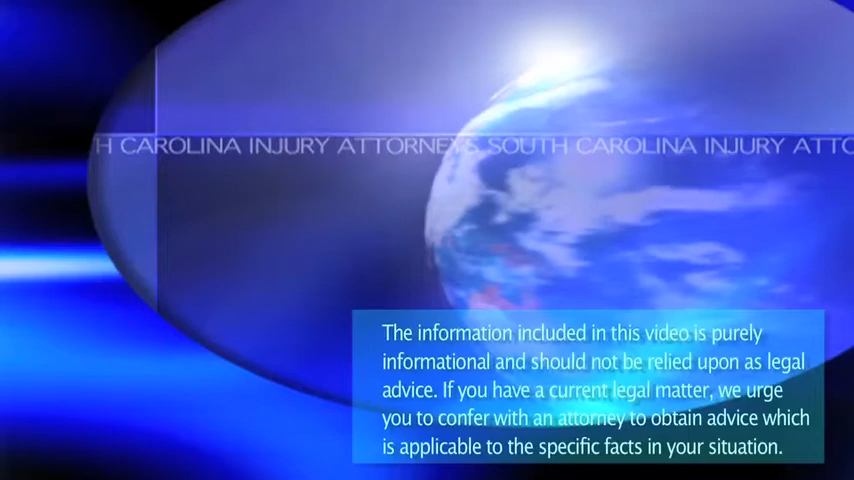 H CAROLINA INJURY ATTORNEYS SOUTH CAROLINA INJURY ATTO
The information included in this video is purely
informational and should not be relied upon as legal
advice. If you have a current legal matter, we urge
you to confer with an attorney to obtain advice which
is applicable to the specific facts in your situation.